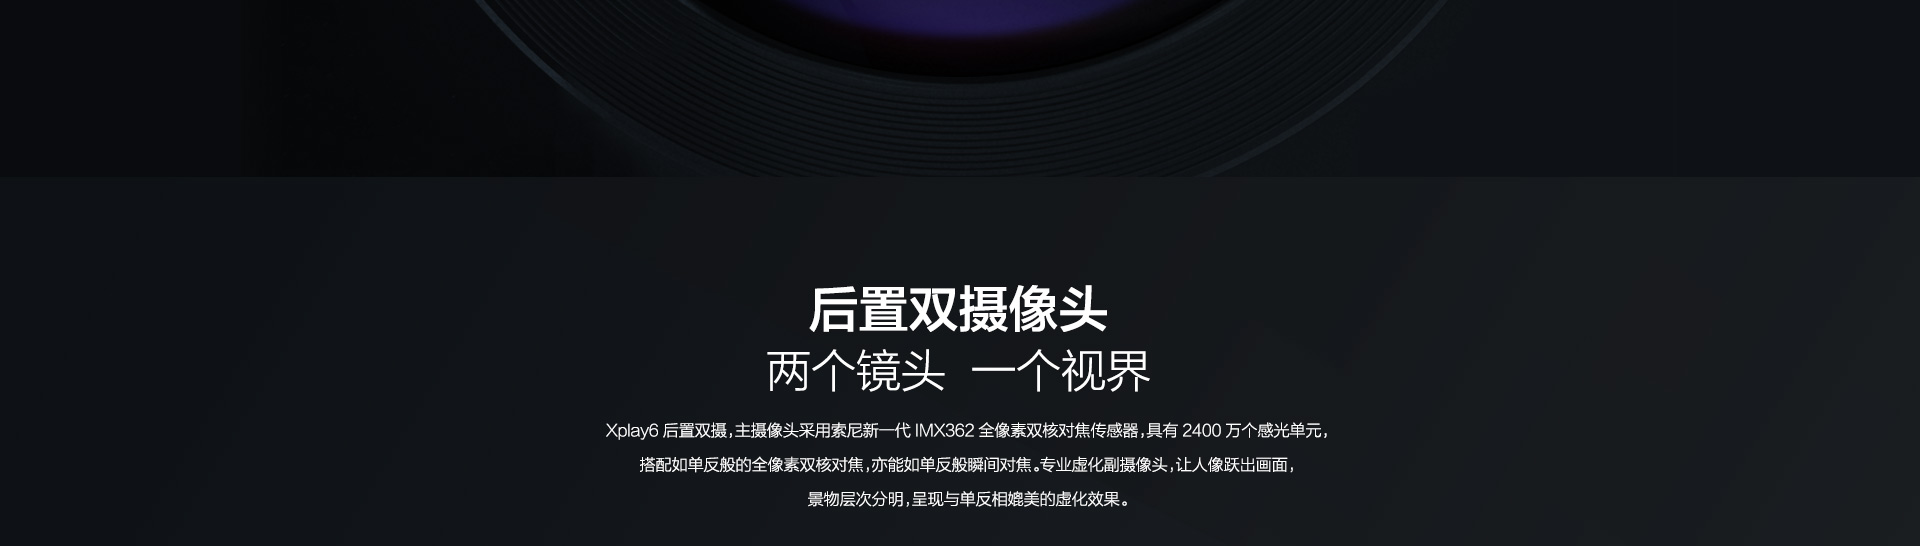 后置双摄像头
两个镜头 一个视界
Xplay6 后置双摄,主摄像头采用索尼新一代 IMX362 全像素双核对焦传感器,具有 2400 万个感光单元,
搭配如单反般的全像素双核对焦,亦能如单反般瞬间对焦。专业虚化副摄像头,让人像跃出画面,
景物层次分明,呈现与单反相媲美的虚化效果。